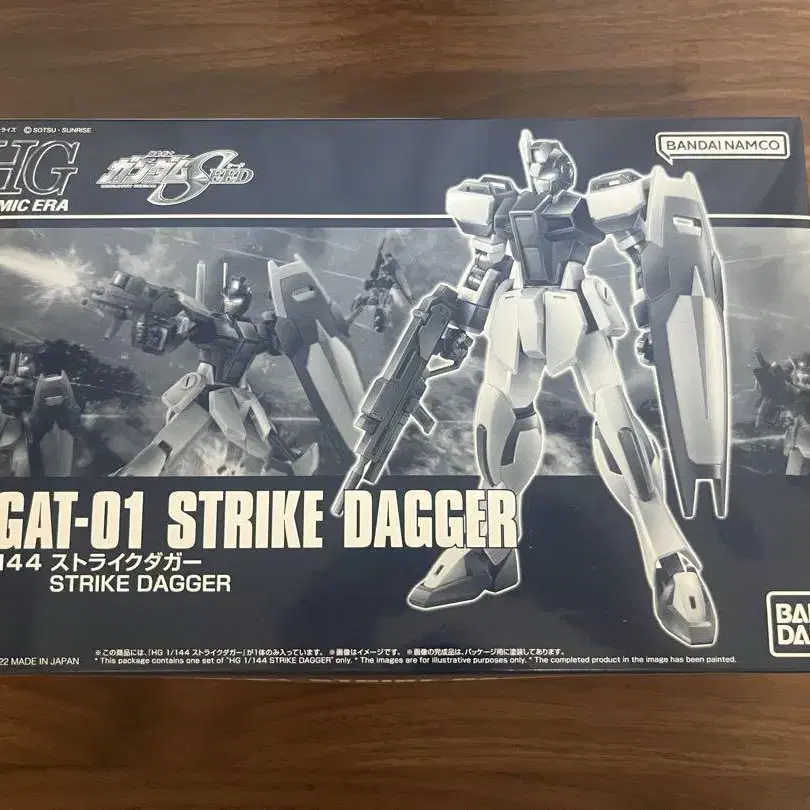 ライズ ©SOTSU・SUNRISE
HG
MIC ERA
ガンダム SEED
BANDAI NAMCO
GAT-01 STRIKE DAGGER
144 ストライクダガー
STRIKE DAGGER
※この商品には、「HG 1/144 ストライクダガー」が1体のみ入っています。 ※画像はイメージです。 ※画像の完成品は、パッケージ用に塗装してあります。
22 MADE IN JAPAN
* This package contains one set of "HG 1/144 STRIKE DAGGER" only. * The images are for illustrative purposes only. * The completed product in the image has been painted.
BAN
DA